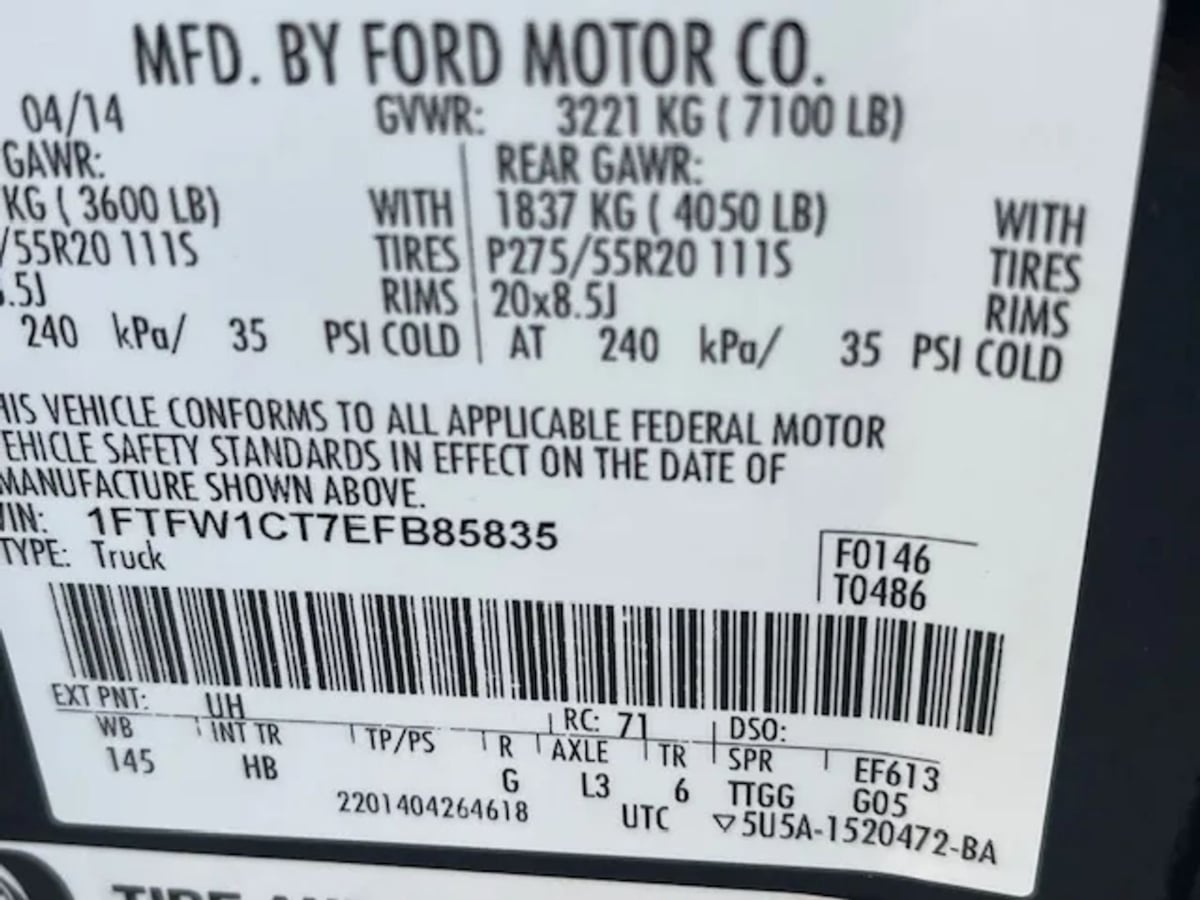 MFD. BY FORD MOTOR CO.
04/14 GVWR: 3221 KG ( 7100 LB)
GAWR: REAR GAWR:
KG ( 3600 LB) WITH 1837 KG ( 4050 LB) WITH
/55R20 111S TIRES P275/55R20 111S TIRES
.5J RIMS 20x8.5J RIMS
240 kPa/ 35 PSI COLD AT 240 kPa/ 35 PSI COLD
HIS VEHICLE CONFORMS TO ALL APPLICABLE FEDERAL MOTOR
EHICLE SAFETY STANDARDS IN EFFECT ON THE DATE OF
MANUFACTURE SHOWN ABOVE.
VIN: 1FTFW1CT7EFB85835
TYPE: Truck
F0146
T0486
EXT PNT: UH RC: 71 DSO:
WB INT TR TP/PS R AXLE TR SPR EF613
145 HB G L3 6 TTGG G05
2201404264618 UTC ▽5U5A-1520472-BA